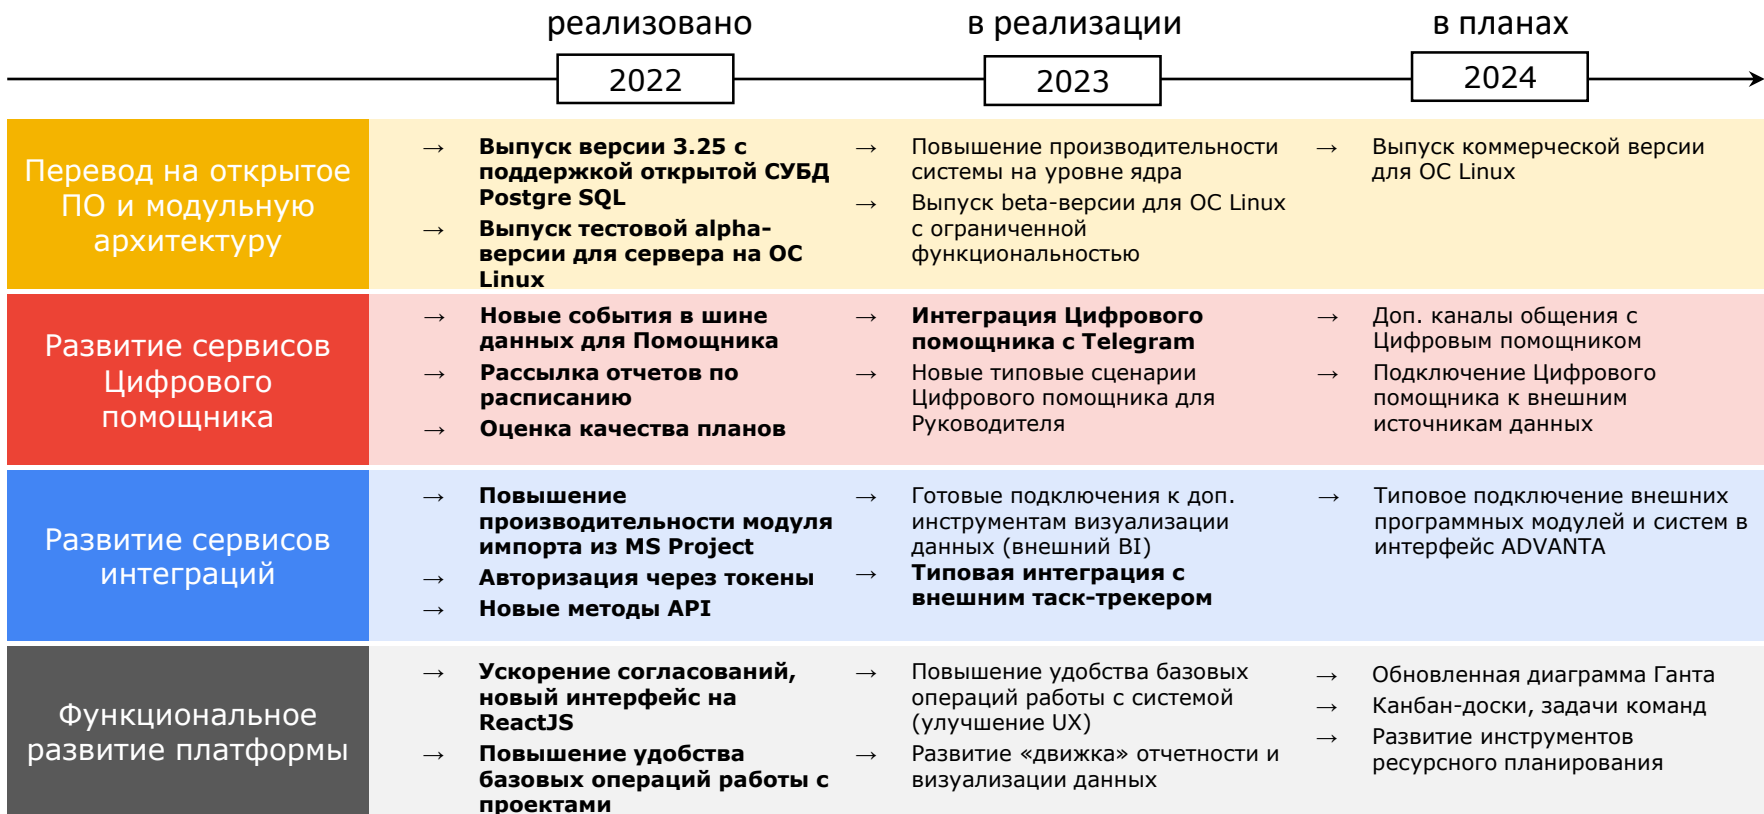 реализовано
в реализации
в планах
2022
2023
2024
Перевод на открытое
ПО и модульную
архитектуру
→ Выпуск версии 3.25 с
поддержкой открытой СУБД
Postgre SQL
→ Выпуск тестовой alpha-
версии для сервера на ОС
Linux
→ Повышение производительности
системы на уровне ядра
→ Выпуск beta-версии для ОС Linux
с ограниченной
функциональностью
→ Выпуск коммерческой версии
для ОС Linux
Развитие сервисов
Цифрового
помощника
→ Новые события в шине
данных для Помощника
→ Рассылка отчетов по
расписанию
→ Оценка качества планов
→ Интеграция Цифрового
помощника с Telegram
→ Новые типовые сценарии
Цифрового помощника для
Руководителя
→ Доп. каналы общения с
Цифровым помощником
→ Подключение Цифрового
помощника к внешним
источникам данных
Развитие сервисов
интеграций
→ Повышение
производительности модуля
импорта из MS Project
→ Авторизация через токены
→ Новые методы API
→ Готовые подключения к доп.
инструментам визуализации
данных (внешний BI)
→ Типовая интеграция с
внешним таск-трекером
→ Типовое подключение внешних
программных модулей и систем в
интерфейс ADVANTA
Функциональное
развитие платформы
→ Ускорение согласований,
новый интерфейс на
ReactJS
→ Повышение удобства
базовых операций работы с
проектами
→ Повышение удобства базовых
операций работы с системой
(улучшение UX)
→ Развитие «движка» отчетности и
визуализации данных
→ Обновленная диаграмма Ганта
→ Канбан-доски, задачи команд
→ Развитие инструментов
ресурсного планирования